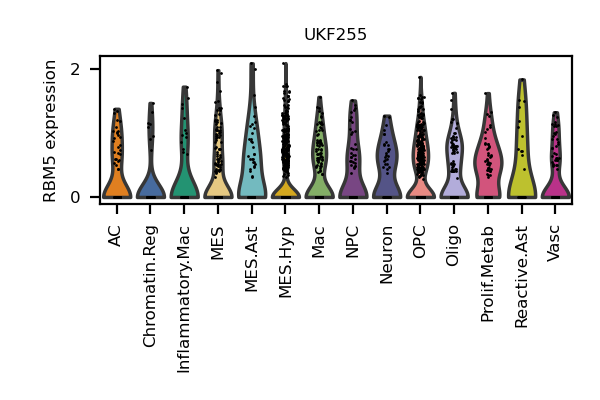 UKF255
RBM5 expression
2
0
AC
Chromatin.Reg
Inflammatory.Mac
MES
MES.Ast
MES.Hyp
Mac
NPC
Neuron
OPC
Oligo
Prolif.Metab
Reactive.Ast
Vasc